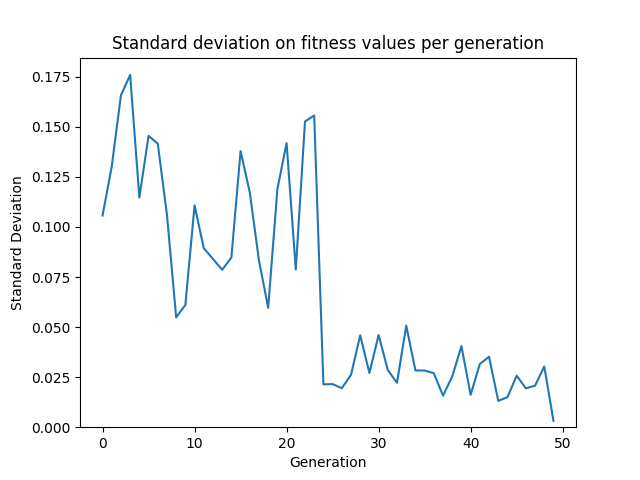 Standard deviation on fitness values per generation
0.175
0.150
0.125
0.100
0.075
0.050
0.025
0.000
Standard Deviation
0 10 20 30 40 50
Generation